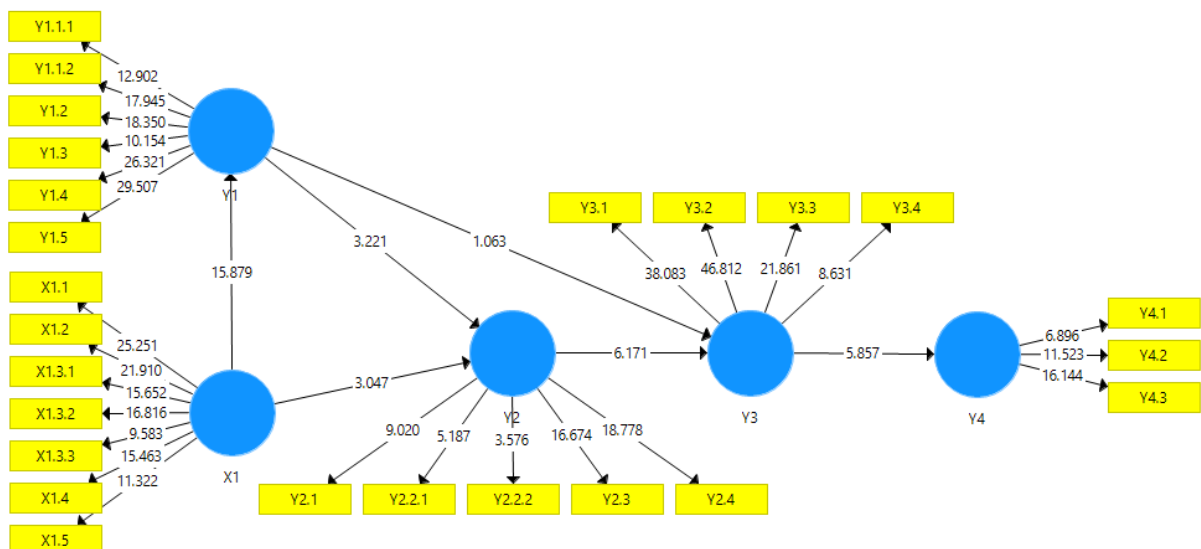 Y1.1.1
Y1.1.2
Y1.2
Y1.3
Y1.4
Y1.5
12.902
17.945
18.350
10.154
26.321
29.507
Y1
15.879
3.221
1.063
X1.1
X1.2
X1.3.1
X1.3.2
X1.3.3
X1.4
X1.5
25.251
21.910
15.652
16.816
9.583
15.463
11.322
X1
3.047
Y2
9.020
5.187
3.576
16.674
18.778
Y2.1
Y2.2.1
Y2.2.2
Y2.3
Y2.4
6.171
Y3.1
Y3.2
Y3.3
Y3.4
38.083
46.812
21.861
8.631
Y3
5.857
Y4
6.896
11.523
16.144
Y4.1
Y4.2
Y4.3